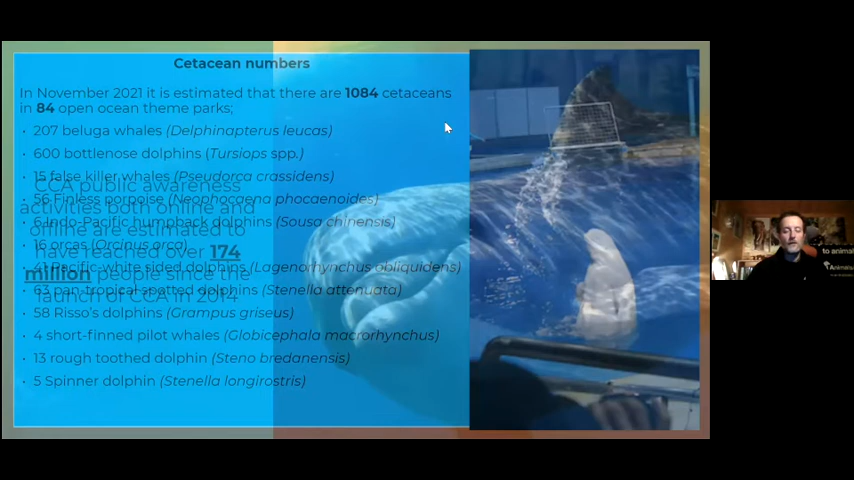 Cetacean numbers
In November 2021 it is estimated that there are 1084 cetaceans
in 84 open ocean theme parks;
• 207 beluga whales (Delphinapterus leucas)
• 600 bottlenose dolphins (Tursiops spp.)
• 15 false killer whales (Pseudorca crassidens)
• 56 Finless porpoise (Neophocaena phocaenoides)
• 6 Indo-Pacific humpback dolphins (Sousa chinensis)
• 16 orcas (Orcinus orca)
• Pacific white sided dolphins (Lagenorhynchus obliquidens)
• 63 pan-tropical spotted dolphins (Stenella attenuata)
• 58 Risso's dolphins (Grampus griseus)
• 4 short-finned pilot whales (Globicephala macrorhynchus)
• 13 rough toothed dolphin (Steno bredanensis)
• 5 Spinner dolphin (Stenella longirostris)
CCA public awareness
activities both online and
offline are estimated to
have reached over 174
million people since the
launch of CCA in 2014
to animal
Animals